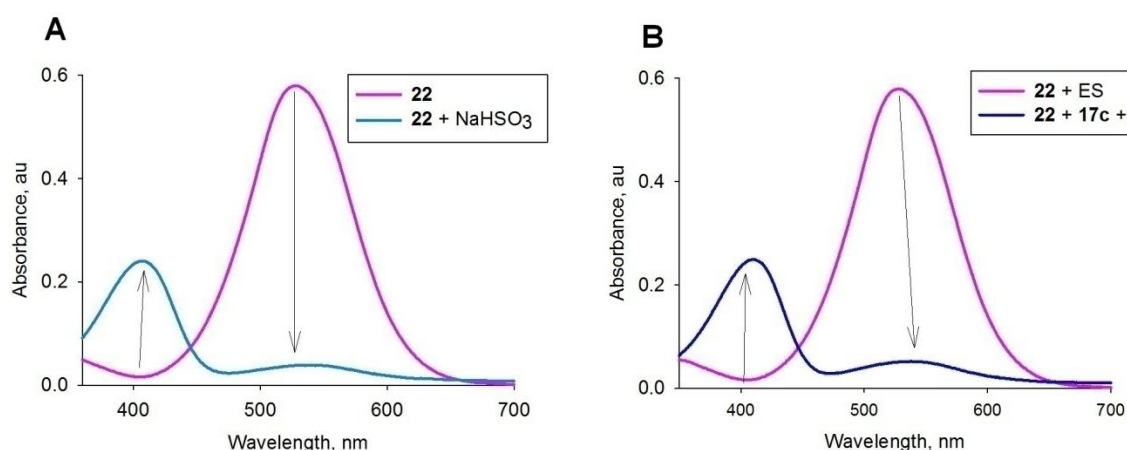 A
0.6
0.4
0.2
0.0
Absorbance, au
22
22 + NaHSO3
400 500 600 700
Wavelength, nm
B
0.6
0.4
0.2
0.0
Absorbance, au
22 + ES
22 + 17c +
400 500 600 700
Wavelength, nm